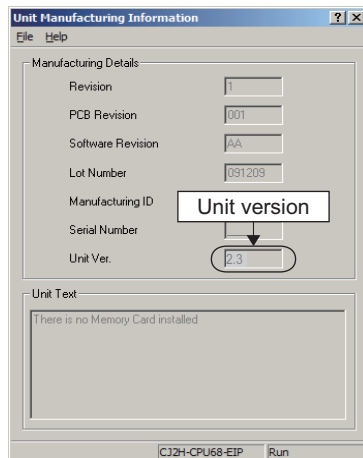 Unit Manufacturing Information
File Help
Manufacturing Details
Revision 1
PCB Revision 001
Software Revision AA
Lot Number 091209
Manufacturing ID
Unit version
Serial Number
Unit Ver. 2.3
Unit Text
There is no Memory Card installed
CJ2H-CPU68-EIP Run